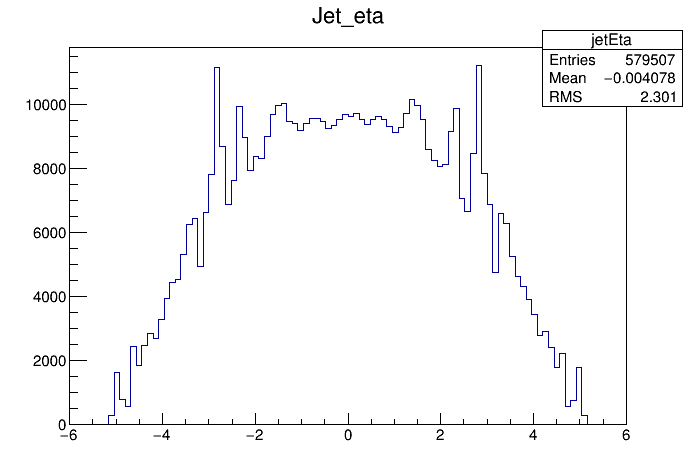 Jet_eta
jetEta
Entries 579507
Mean −0.004078
RMS 2.301
10000
8000
6000
4000
2000
0
−6 −4 −2 0 2 4 6